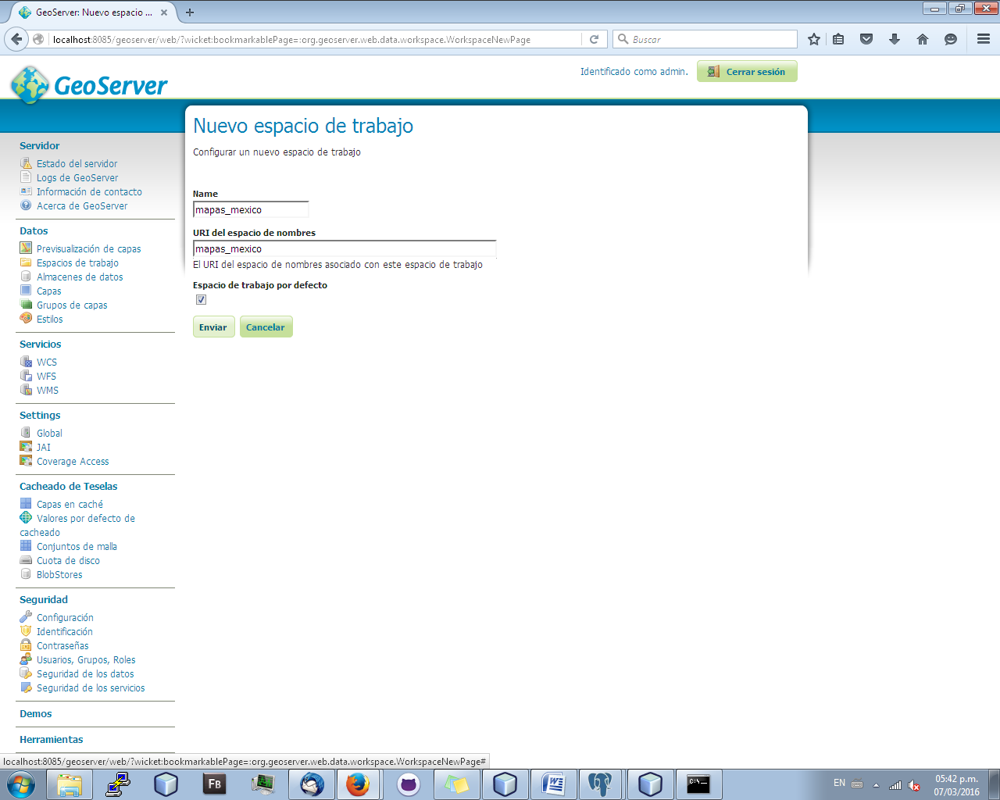 GeoServer: Nuevo espacio ...
localhost:8085/geoserver/web/?wicket:bookmarkablePage=:org.geoserver.web.data.workspace.WorkspaceNewPage
Buscar
GeoServer
Identificado como admin.
Cerrar sesión
Nuevo espacio de trabajo
Configurar un nuevo espacio de trabajo
Name
mapas_mexico
URI del espacio de nombres
mapas_mexico
El URI del espacio de nombres asociado con este espacio de trabajo
Espacio de trabajo por defecto
Enviar
Cancelar
Servidor
Estado del servidor
Logs de GeoServer
Información de contacto
Acerca de GeoServer
Datos
Previsualización de capas
Espacios de trabajo
Almacenes de datos
Capas
Grupos de capas
Estilos
Servicios
WCS
WFS
WMS
Settings
Global
JAI
Coverage Access
Cacheado de Teselas
Capas en caché
Valores por defecto de
cacheado
Conjuntos de malla
Cuota de disco
BlobStores
Seguridad
Configuración
Identificación
Contraseñas
Usuarios, Grupos, Roles
Seguridad de los datos
Seguridad de los servicios
Demos
Herramientas
localhost:8085/geoserver/web/?wicket:bookmarkablePage=:org.geoserver.web.data.workspace.WorkspaceNewPage#
FB
W
C:\
EN
05:42 p.m.
07/03/2016